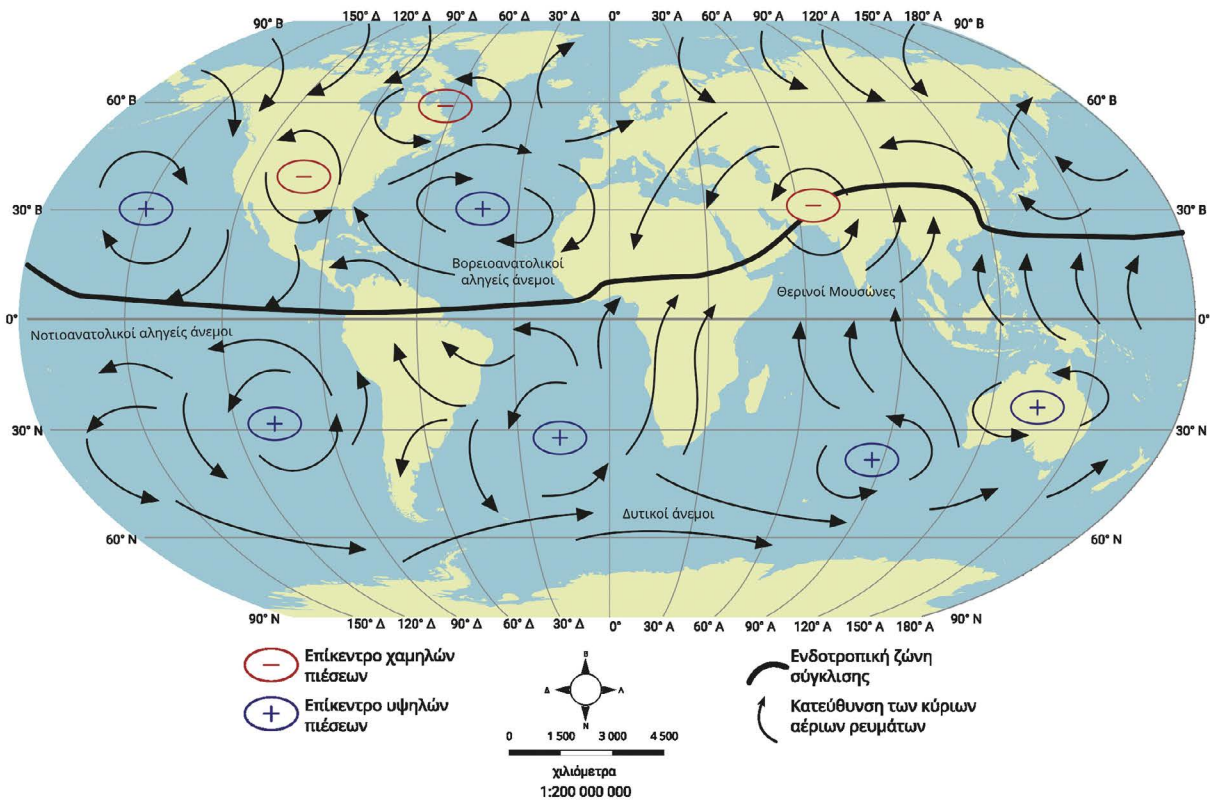 90° Β 150° Δ 120° Δ 90° Δ 60° Δ 30° Δ 0° 30° Α 60° Α 90° Α 120° Α 150° Α 180° Α 90° Β
60° Β 60° Β
30° Β 30° Β
Βορειοανατολικοί
αληγείς άνεμοι
Θερινοί Μουσώνες
0° 0°
Νοτιοανατολικοί αληγείς άνεμοι
30° Ν 30° Ν
Δυτικοί άνεμοι
60° Ν 60° Ν
90° Ν 150° Δ 120° Δ 90° Δ 60° Δ 30° Δ 0° 30° Α 60° Α 90° Α 120° Α 150° Α 180° Α 90° Ν
Επίκεντρο χαμηλών
πιέσεων
Επίκεντρο υψηλών
πιέσεων
Β
Δ Α
Ν
0 1 500 3 000 4 500
χιλιόμετρα
1:200 000 000
Ενδοτροπική ζώνη
σύγκλισης
Κατεύθυνση των κύριων
αέριων ρευμάτων